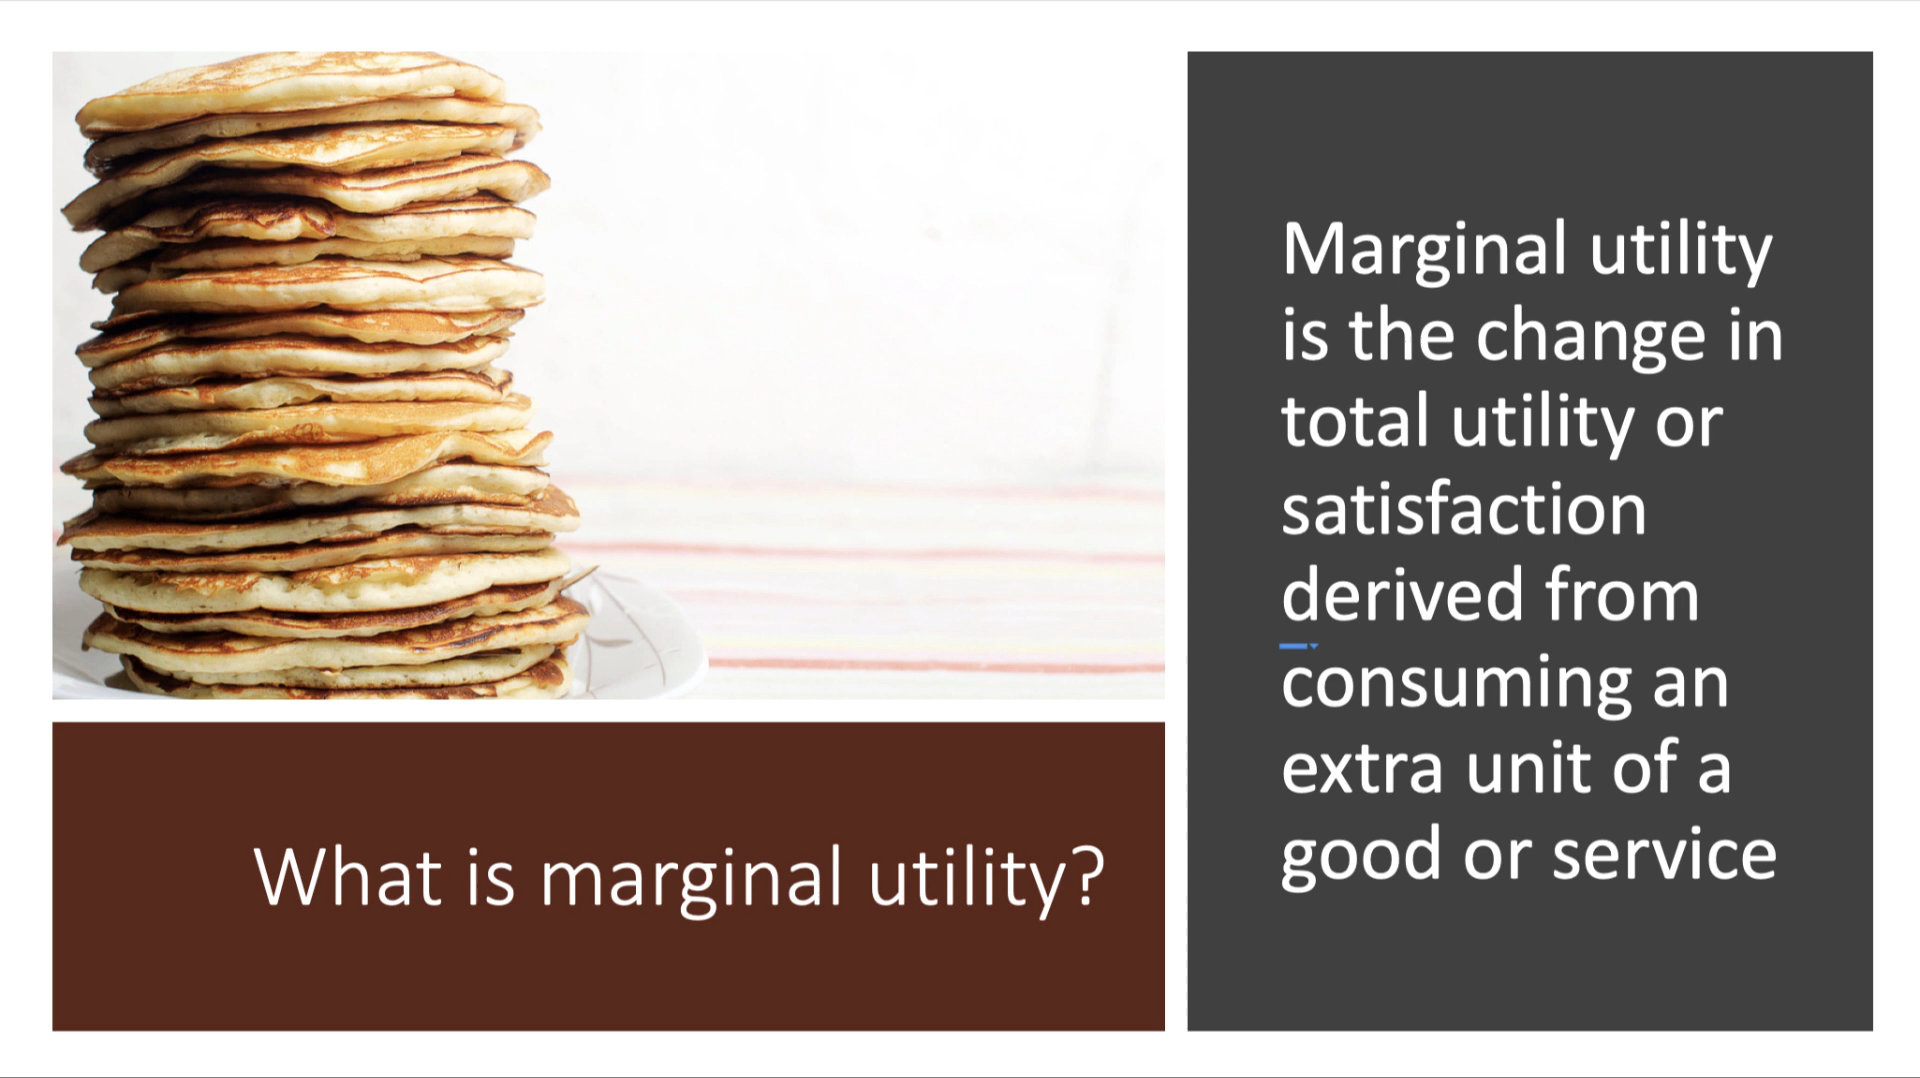 What is marginal utility?
Marginal utility
is the change in
total utility or
satisfaction
derived from
consuming an
extra unit of a
good or service